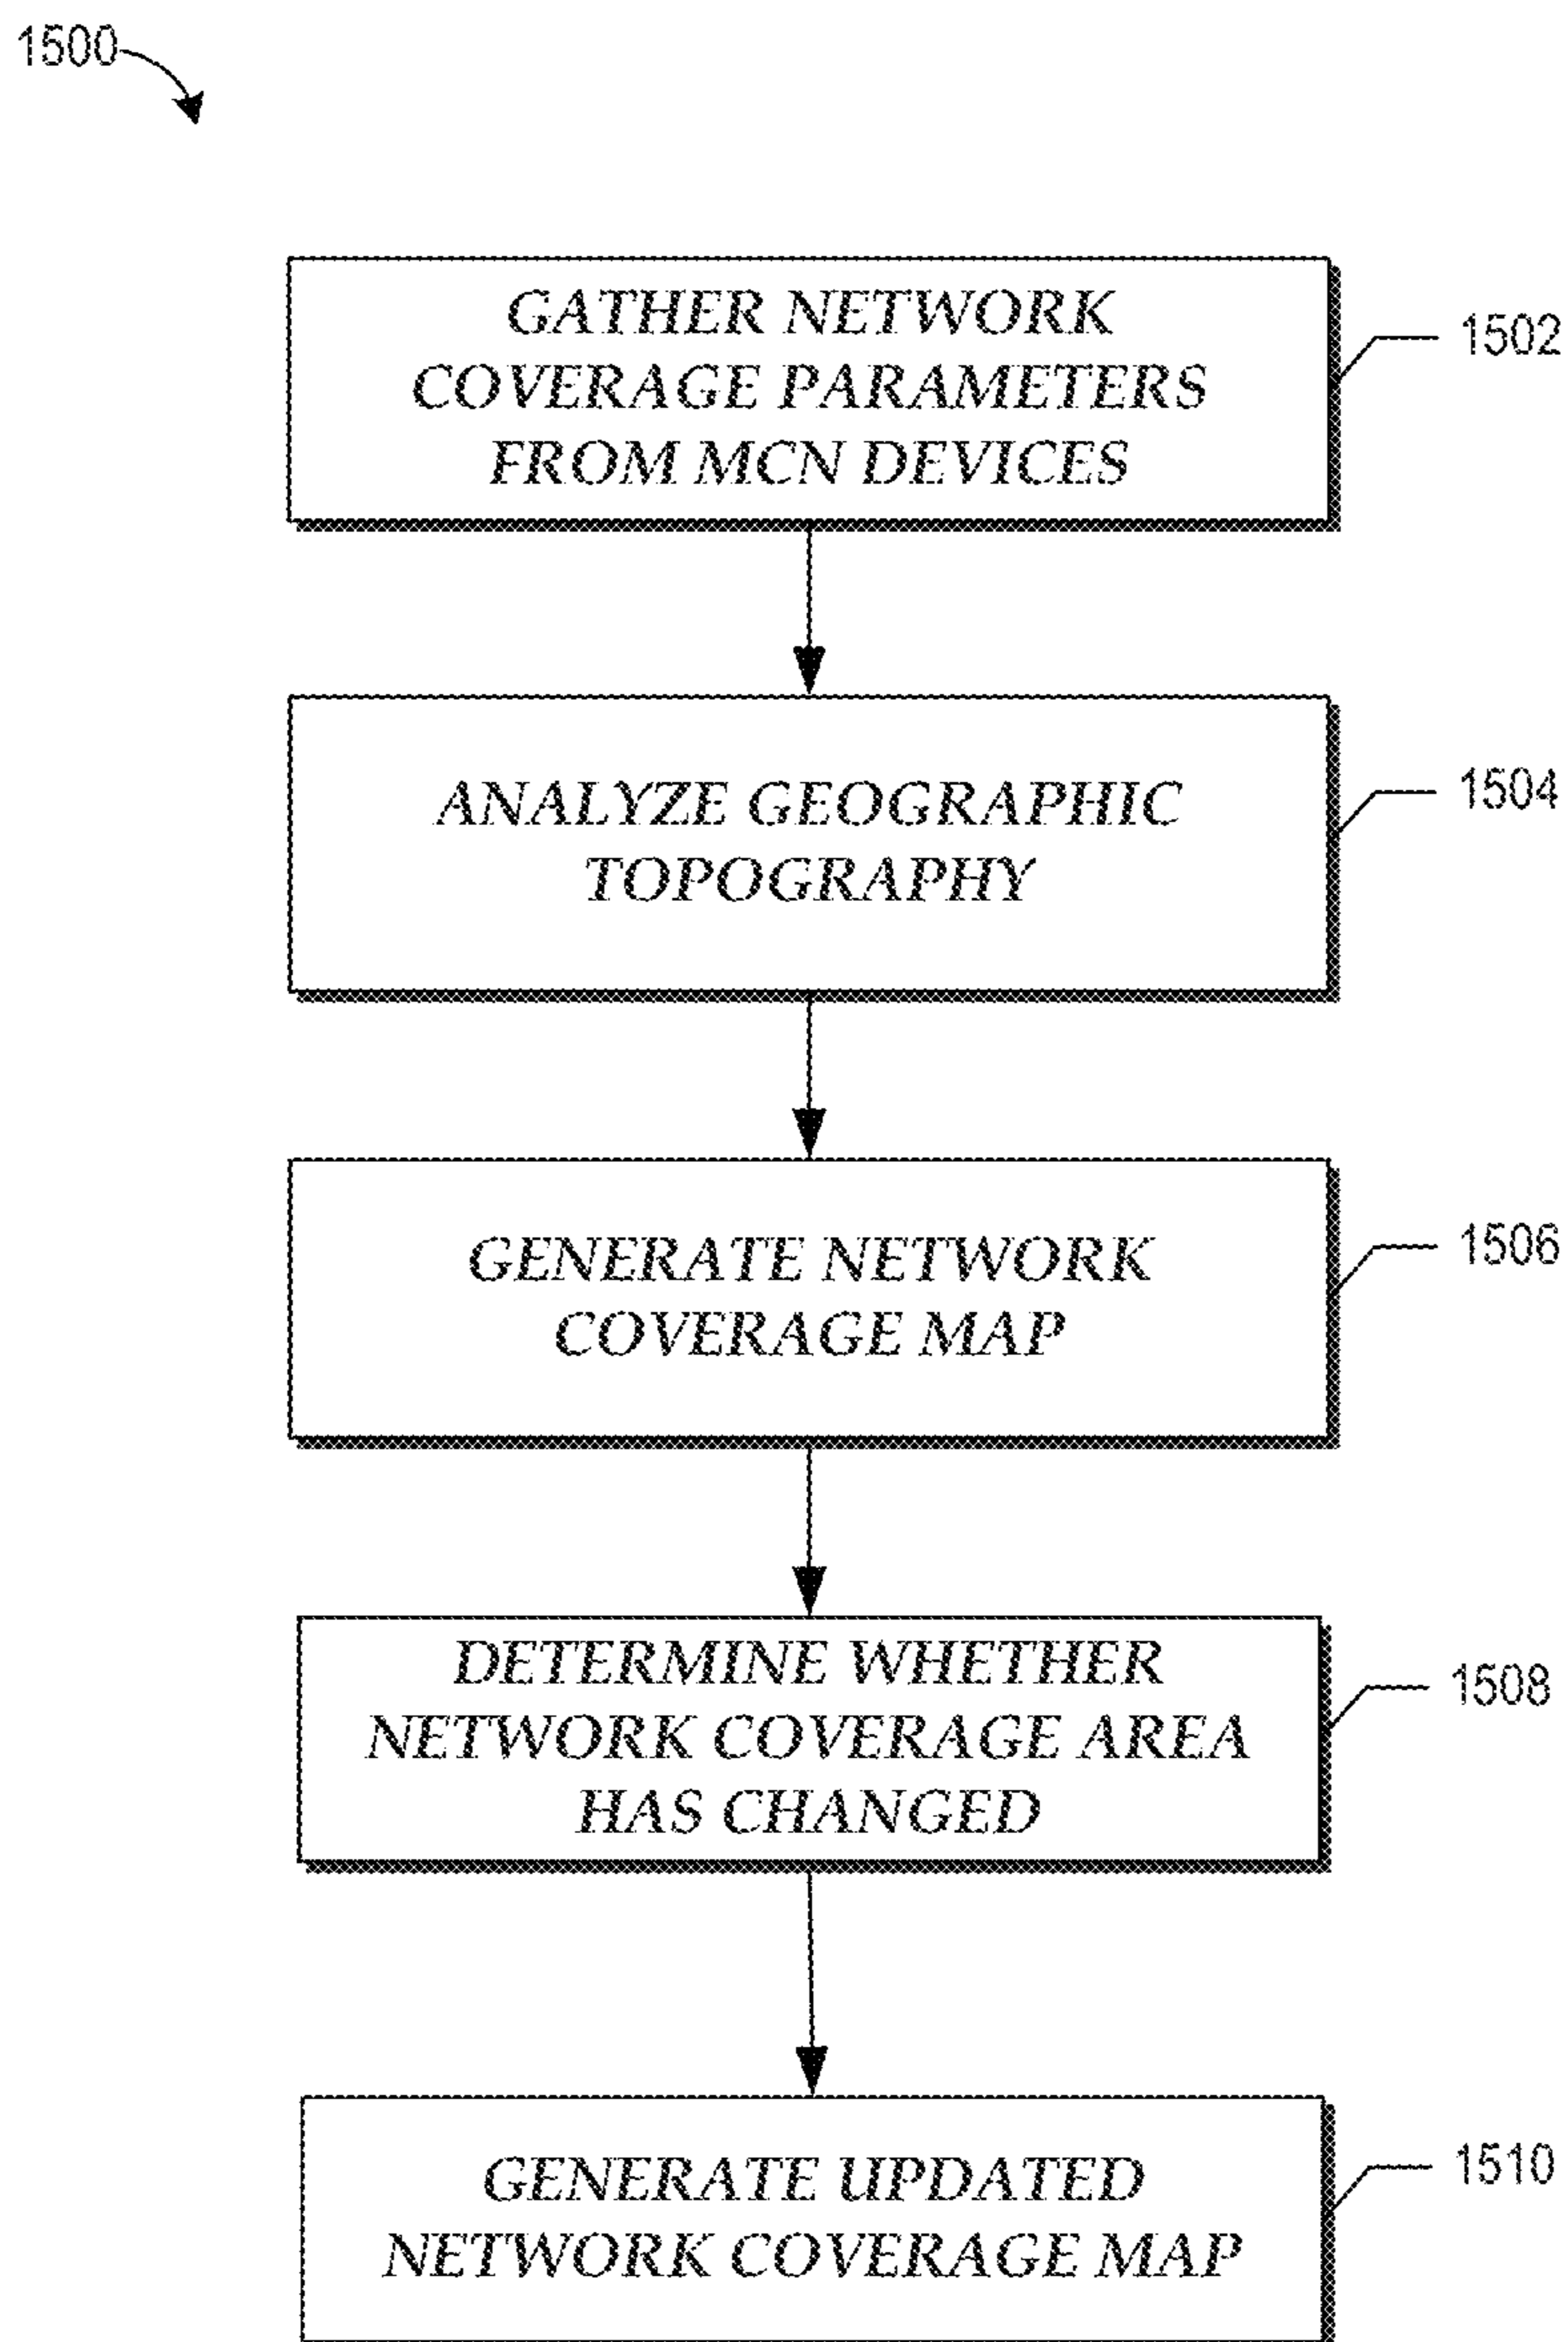 1500
GATHER NETWORK
COVERAGE PARAMETERS
FROM MCN DEVICES
1502
ANALYZE GEOGRAPHIC
TOPOGRAPHY
1504
GENERATE NETWORK
COVERAGE MAP
1506
DETERMINE WHETHER
NETWORK COVERAGE AREA
HAS CHANGED
1508
GENERATE UPDATED
NETWORK COVERAGE MAP
1510